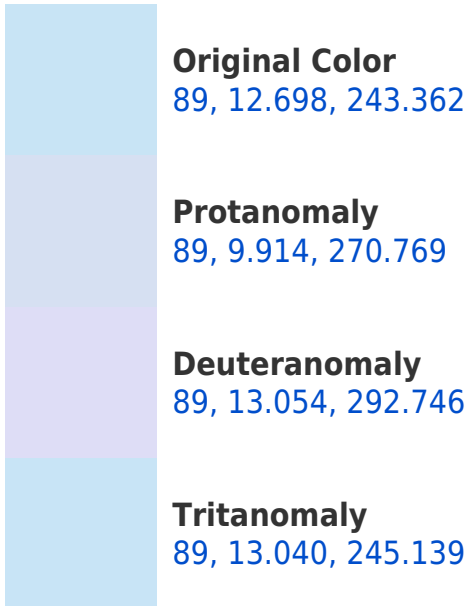 Original Color
89, 12.698, 243.362
Protanomaly
89, 9.914, 270.769
Deuteranomaly
89, 13.054, 292.746
Tritanomaly
89, 13.040, 245.139